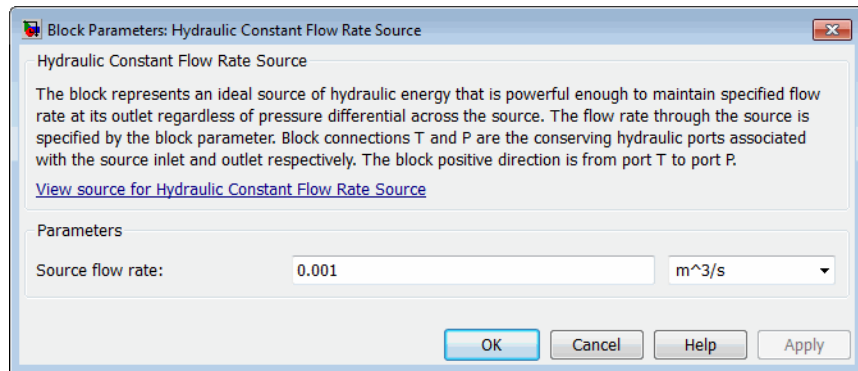 Block Parameters: Hydraulic Constant Flow Rate Source
Hydraulic Constant Flow Rate Source
The block represents an ideal source of hydraulic energy that is powerful enough to maintain specified flow
rate at its outlet regardless of pressure differential across the source. The flow rate through the source is
specified by the block parameter. Block connections T and P are the conserving hydraulic ports associated
with the source inlet and outlet respectively. The block positive direction is from port T to port P.
View source for Hydraulic Constant Flow Rate Source
Parameters
Source flow rate: 0.001 m^3/s
OK Cancel Help Apply